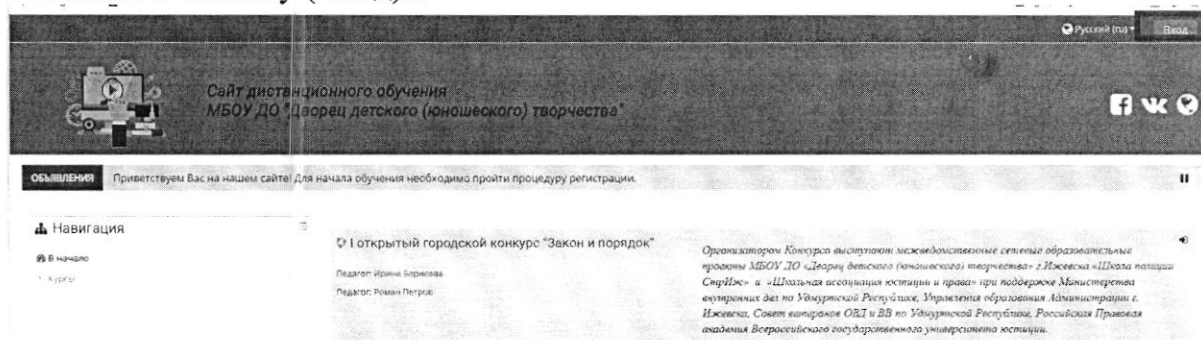 Русский (ru)
Вход
Сайт дистанционного обучения
МБОУ ДО "Дворец детского (юношеского) творчества"
ОБЪЯВЛЕНИЯ Приветствуем Вас на нашем сайте! Для начала обучения необходимо пройти процедуру регистрации.
Навигация
В начало
Курсы
I открытый городской конкурс "Закон и порядок"
Педагог: Ирина Борисова
Педагог: Роман Петров
Организатором Конкурса выступают межведомственные сетевые образовательные
проекты МБОУ ДО «Дворец детского (юношеского) творчества» г.Ижевска «Школа полиции
СтрИж» и «Школьная ассоциация юстиции и права» при поддержке Министерства
внутренних дел по Удмуртской Республике, Управления образования Администрации г.
Ижевска, Совет ветеранов ОВД и ВВ по Удмуртской Республике, Российская Правовая
академия Всероссийского государственного университета юстиции.